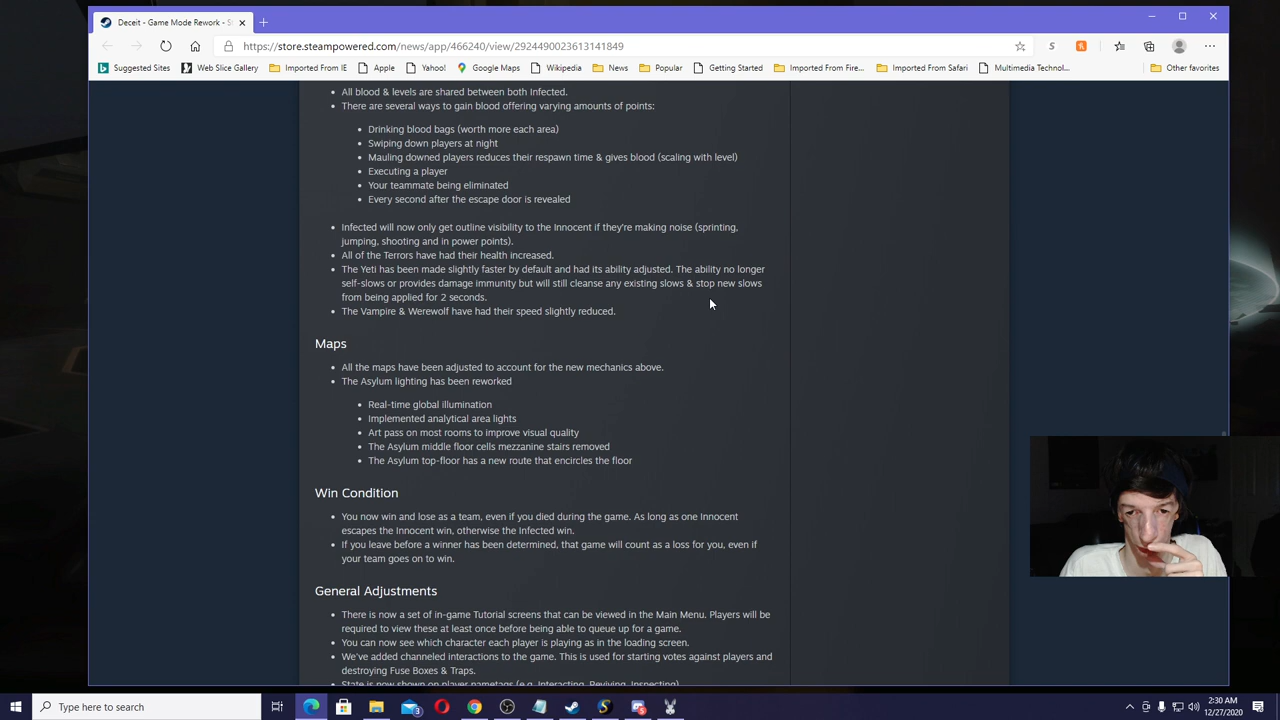 Deceit - Game Mode Rework - S
https://store.steampowered.com/news/app/466240/view/2924490023613141849
Suggested Sites
Web Slice Gallery
Imported From IE
Apple
Yahoo!
Google Maps
Wikipedia
News
Popular
Getting Started
Imported From Fire...
Imported From Safari
Multimedia Technol...
Other favorites
All blood & levels are shared between both Infected.
There are several ways to gain blood offering varying amounts of points:
Drinking blood bags (worth more each area)
Swiping down players at night
Mauling downed players reduces their respawn time & gives blood (scaling with level)
Executing a player
Your teammate being eliminated
Every second after the escape door is revealed
Infected will now only get outline visibility to the Innocent if they're making noise (sprinting,
jumping, shooting and in power points).
All of the Terrors have had their health increased.
The Yeti has been made slightly faster by default and had its ability adjusted. The ability no longer
self-slows or provides damage immunity but will still cleanse any existing slows & stop new slows
from being applied for 2 seconds.
The Vampire & Werewolf have had their speed slightly reduced.
Maps
All the maps have been adjusted to account for the new mechanics above.
The Asylum lighting has been reworked
Real-time global illumination
Implemented analytical area lights
Art pass on most rooms to improve visual quality
The Asylum middle floor cells mezzanine stairs removed
The Asylum top-floor has a new route that encircles the floor
Win Condition
You now win and lose as a team, even if you died during the game. As long as one Innocent
escapes the Innocent win, otherwise the Infected win.
If you leave before a winner has been determined, that game will count as a loss for you, even if
your team goes on to win.
General Adjustments
There is now a set of in-game Tutorial screens that can be viewed in the Main Menu. Players will be
required to view these at least once before being able to queue up for a game.
You can now see which character each player is playing as in the loading screen.
We've added channeled interactions to the game. This is used for starting votes against players and
destroying Fuse Boxes & Traps.
State is now shown on player nametags (e.g. Interacting, Reviving, Inspecting)
Type here to search
2:30 AM
12/27/2020